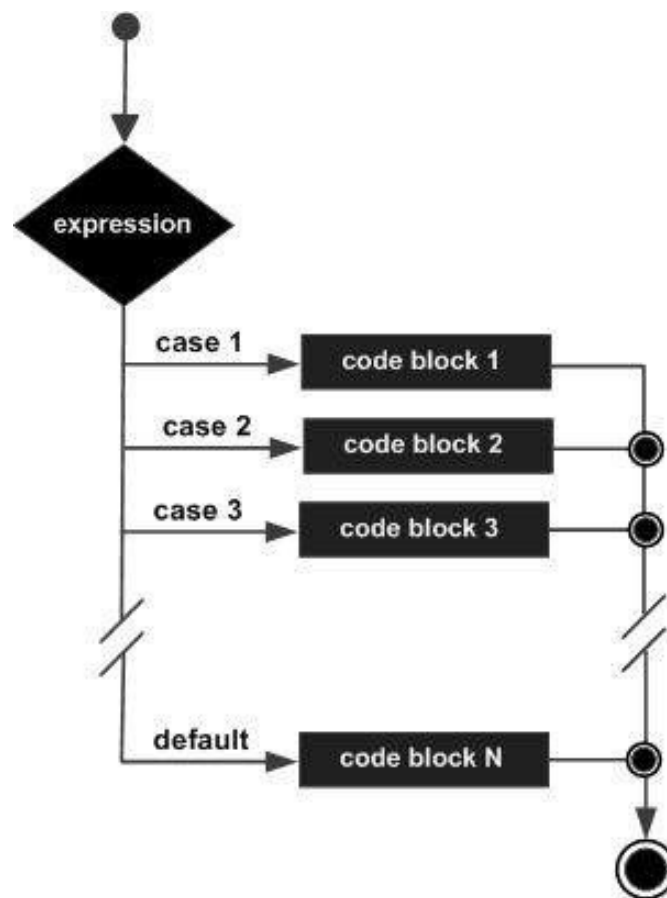 expression
case 1
code block 1
case 2
code block 2
case 3
code block 3
default
code block N